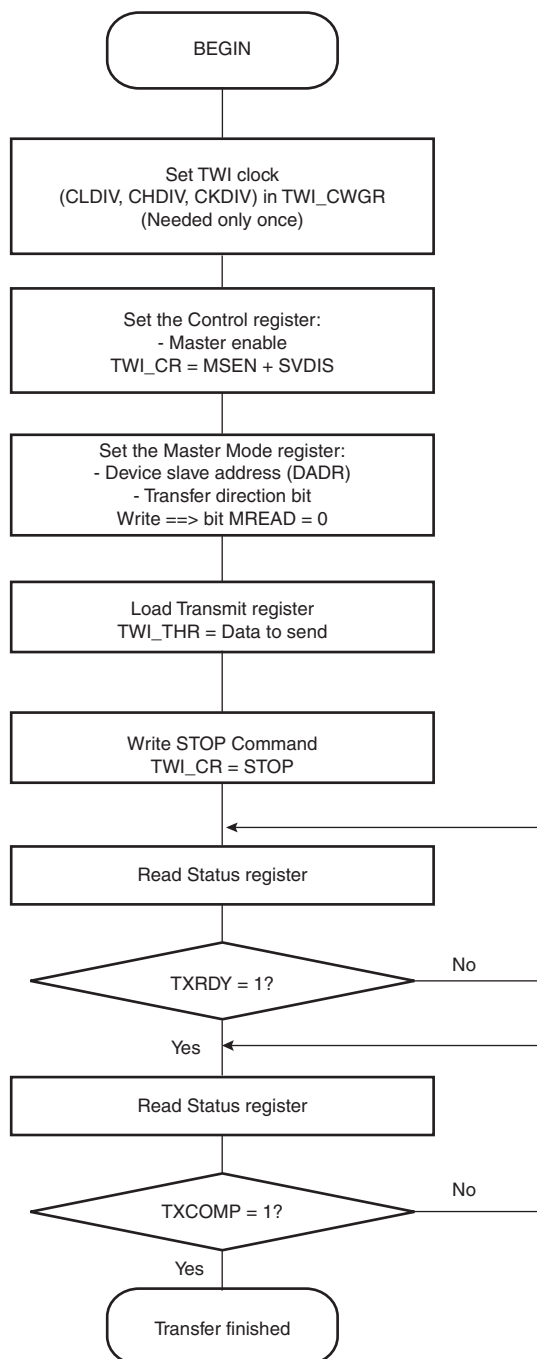 BEGIN
Set TWI clock
(CLDIV, CHDIV, CKDIV) in TWI_CWGR
(Needed only once)
Set the Control register:
- Master enable
TWI_CR = MSEN + SVDIS
Set the Master Mode register:
- Device slave address (DADR)
- Transfer direction bit
Write ==> bit MREAD = 0
Load Transmit register
TWI_THR = Data to send
Write STOP Command
TWI_CR = STOP
Read Status register
TXRDY = 1?
No
Yes
Read Status register
TXCOMP = 1?
No
Yes
Transfer finished